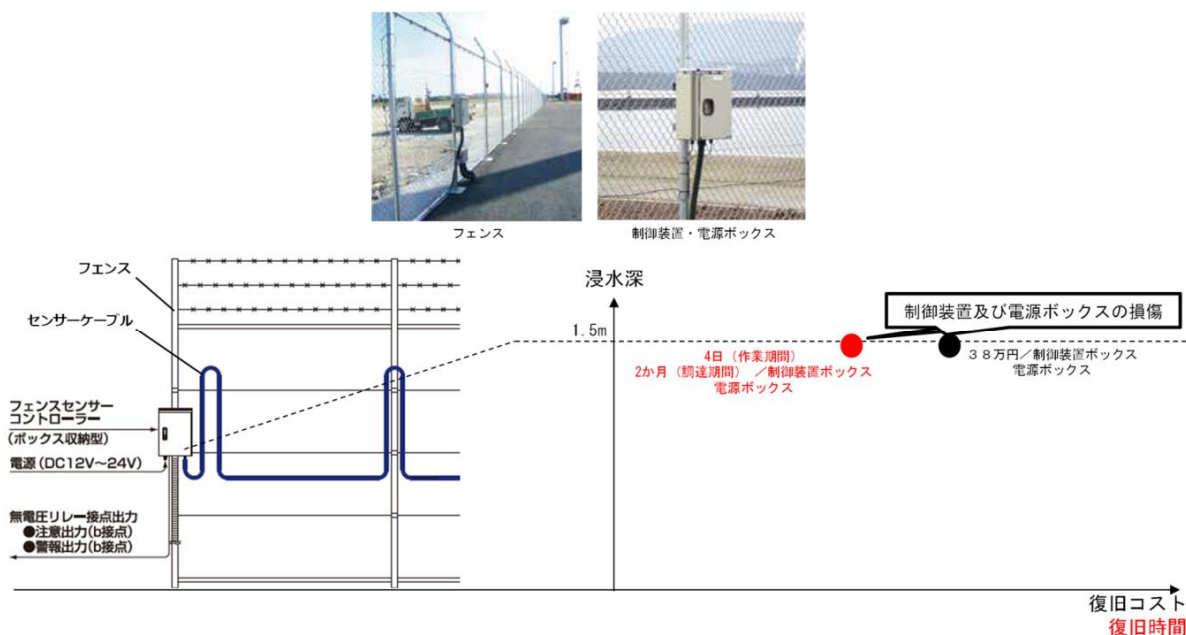 フェンス
制御装置・電源ボックス
フェンス
センサーケーブル
フェンスセンサー
コントローラー
(ボックス収納型)
電源(DC12V〜24V)
無電圧リレー接点出力
●注意出力(b接点)
●警報出力(b接点)
浸水深
1.5m
制御装置及び電源ボックスの損傷
4日（作業期間）
2か月（調達期間）／制御装置ボックス
電源ボックス
３８万円／制御装置ボックス
電源ボックス
復旧コスト
復旧時間